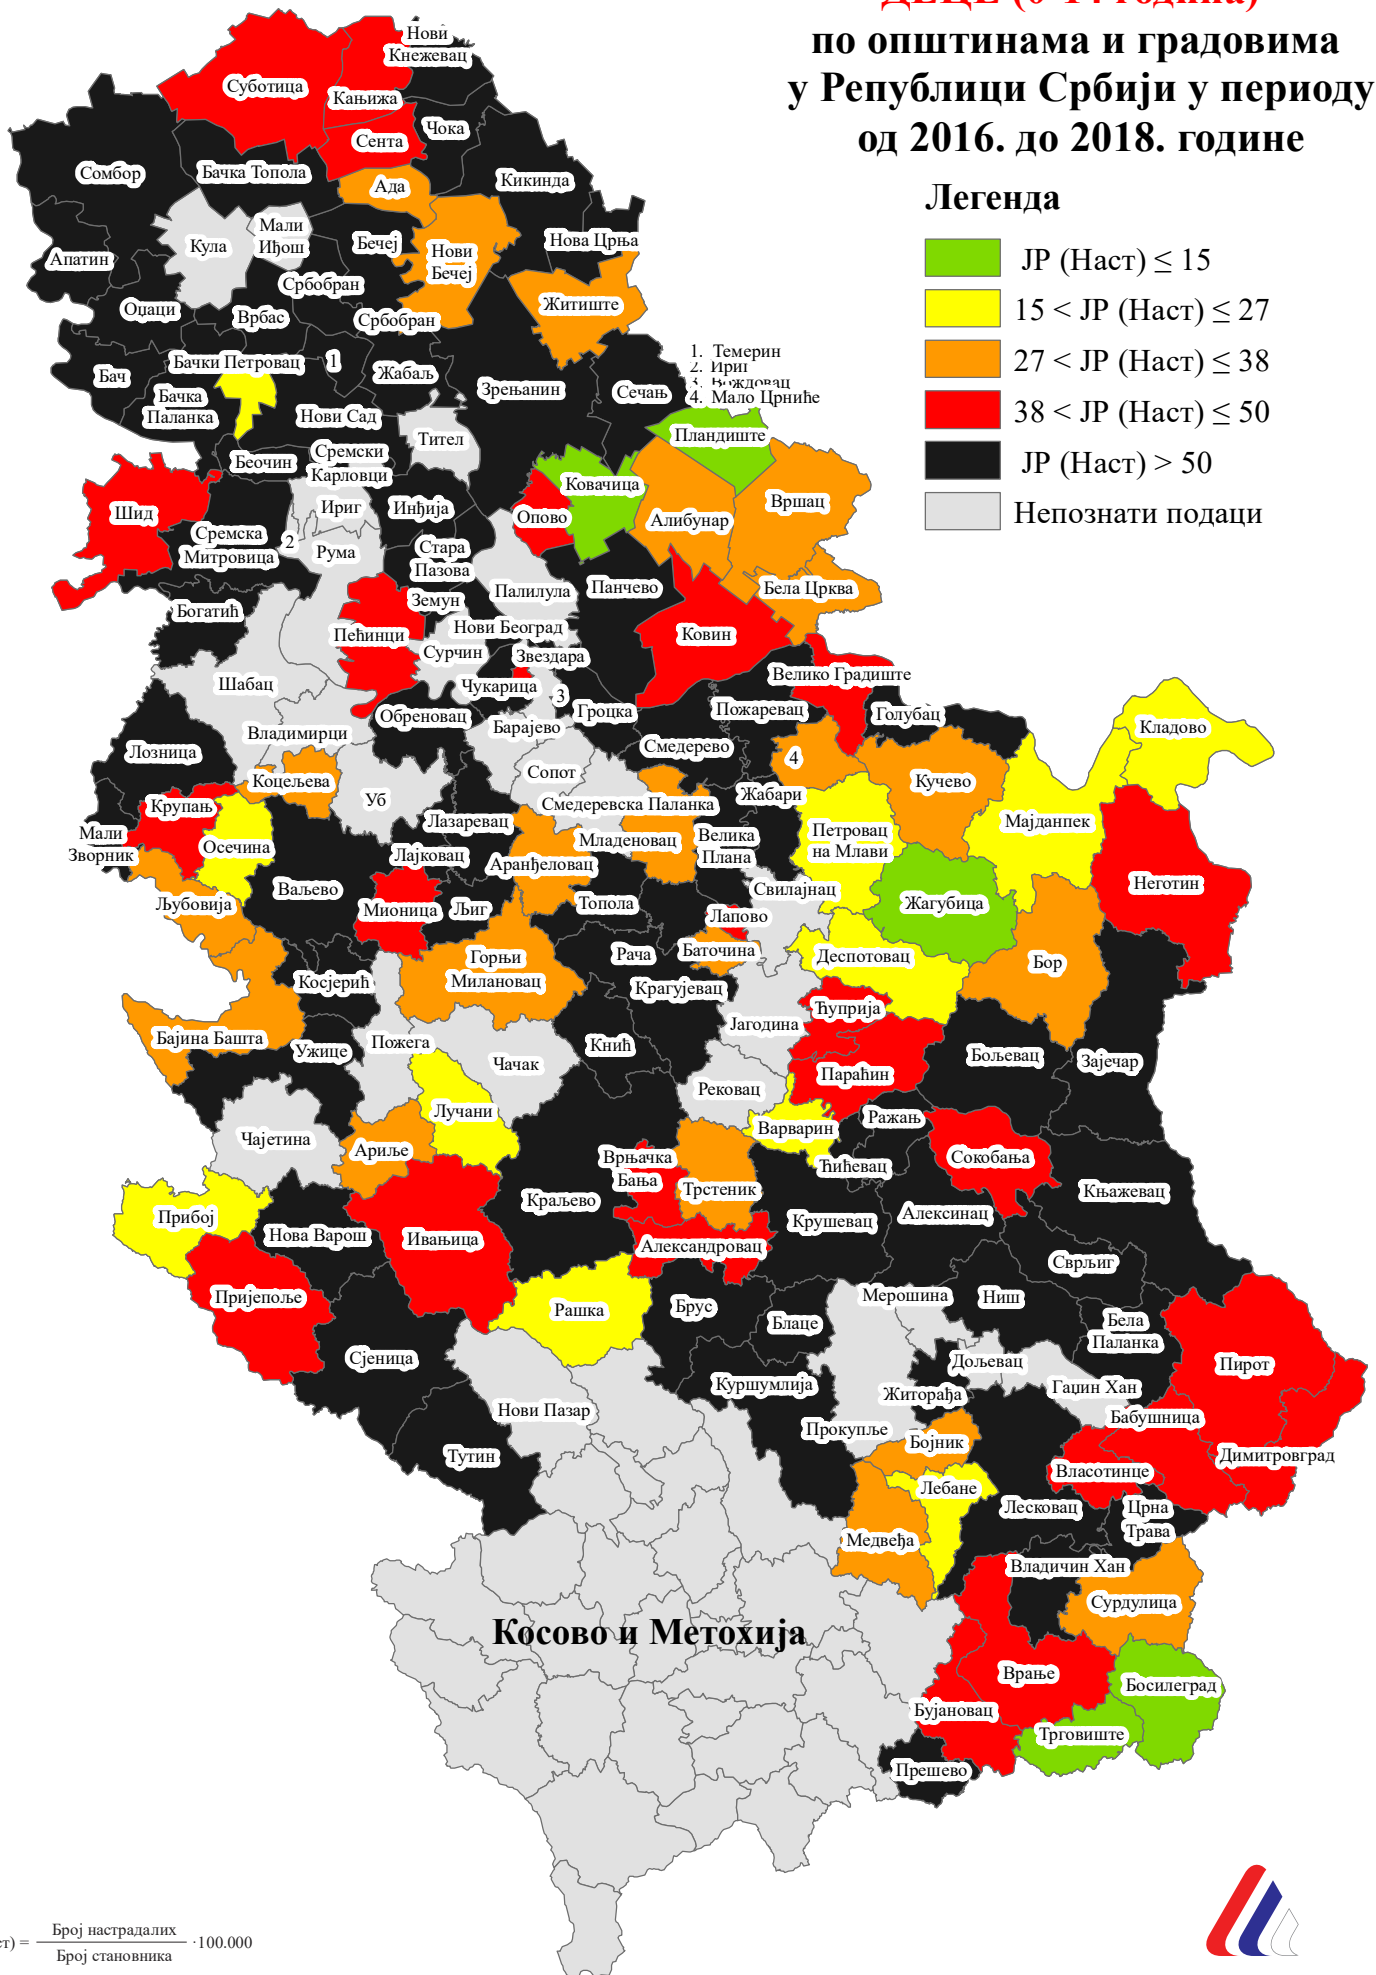 ДЕЦЕ (0-14 година)
по општинама и градовима
у Републици Србији у периоду
од 2016. до 2018. године
Легенда
ЈР (Наст) ≤ 15
15 < ЈР (Наст) ≤ 27
27 < ЈР (Наст) ≤ 38
38 < ЈР (Наст) ≤ 50
ЈР (Наст) > 50
Непознати подаци
1. Темерин
2. Ириг
3. Вождовац
4. Мало Црниће
Нови
Кнежевац
Суботица
Кањижа
Чока
Сента
Сомбор
Бачка Топола
Ада
Кикинда
Мали
Иђош
Кула
Бечеј
Нови
Бечеј
Нова Црња
Апатин
Србобран
Житиште
Оџаци
Врбас
Србобран
Бачки Петровац
1
Бач
Жабаљ
Бачка
Паланка
Зрењанин
Сечањ
Нови Сад
Тител
Пландиште
Беочин
Сремски
Карловци
Ковачица
Шид
Ириг
Инђија
Опово
Алибунар
Вршац
Сремска
Митровица
2
Рума
Стара
Пазова
Палилула
Панчево
Бела Црква
Богатић
Земун
Пећинци
Нови Београд
Ковин
Сурчин
Звездара
Шабац
Чукарица
3
Велико Градиште
Обреновац
Гроцка
Пожаревац
Голубац
Владимирци
Барајево
Лозница
Смедерево
Кладово
4
Коцељева
Сопот
Кучево
Уб
Крупањ
Смедеревска Паланка
Жабари
Мали
Зворник
Осечина
Лазаревац
Младеновац
Велика
Плана
Петровац
на Млави
Мајданпек
Лајковац
Аранђеловац
Ваљево
Свилајнац
Неготин
Љубовија
Мионица
Љиг
Топола
Лапово
Жагубица
Горњи
Милановац
Рача
Баточина
Деспотовац
Бор
Косјерић
Крагујевац
Ћуприја
Бајина Башта
Ужице
Пожега
Чачак
Кнић
Јагодина
Бољевац
Зајечар
Рековац
Параћин
Лучани
Чајетина
Ариље
Варварин
Ражањ
Врњачка
Бања
Ћићевац
Сокобања
Трстеник
Књажевац
Прибој
Краљево
Крушевац
Алексинац
Нова Варош
Ивањица
Александровац
Сврљиг
Пријепоље
Рашка
Брус
Мерошина
Ниш
Блаце
Бела
Паланка
Сјеница
Дољевац
Пирот
Куршумлија
Житорађа
Гаџин Хан
Нови Пазар
Прокупље
Бабушница
Бојник
Тутин
Димитровград
Власотинце
Лебане
Лесковац
Црна
Трава
Медвеђа
Владичин Хан
Сурдулица
Косово и Метохија
Врање
Босилеград
Бујановац
Трговиште
Прешево
Број настрадалих
ст) = ·100.000
Број становника